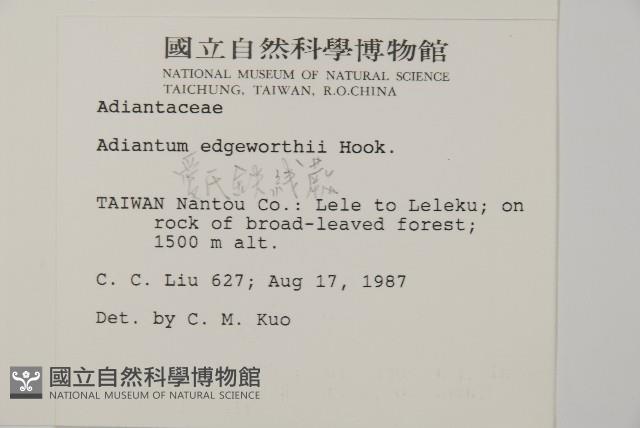 國立自然科學博物館
NATIONAL MUSEUM OF NATURAL SCIENCE
TAICHUNG, TAIWAN, R.O.CHINA
Adiantaceae
Adiantum edgeworthii Hook.
愛氏鉄线蕨
TAIWAN Nantou Co.: Lele to Leleku; on
rock of broad-leaved forest;
1500 m alt.
C. C. Liu 627; Aug 17, 1987
Det. by C. M. Kuo
國立自然科學博物館
NATIONAL MUSEUM OF NATURAL SCIENCE